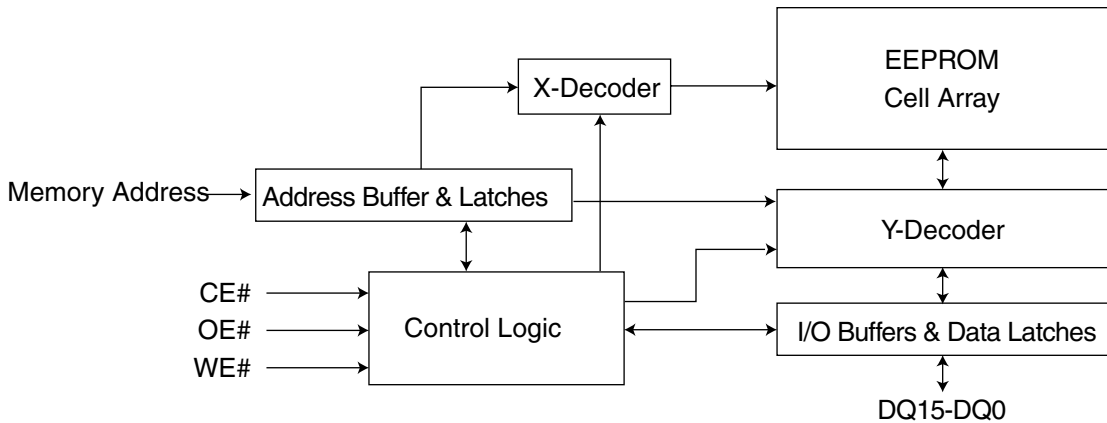 EEPROM
Cell Array
X-Decoder
Memory Address
Address Buffer & Latches
Y-Decoder
CE#
OE#
WE#
Control Logic
I/O Buffers & Data Latches
DQ15-DQ0